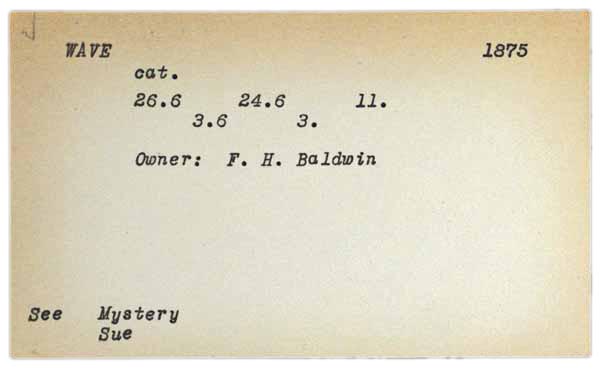 WAVE 1875
cat.
26.6 24.6 11.
3.6 3.
Owner: F. H. Baldwin
See Mystery
Sue